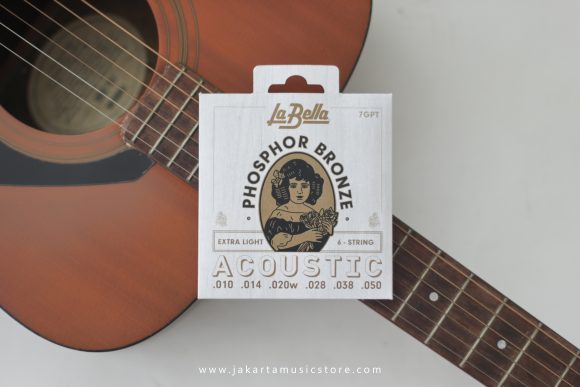 La Bella
7GPT
PHOSPHOR BRONZE
EXTRA LIGHT
6 - STRING
ACOUSTIC
.010 .014 .020w .028 .038 .050
www.jakartamusicstore.com